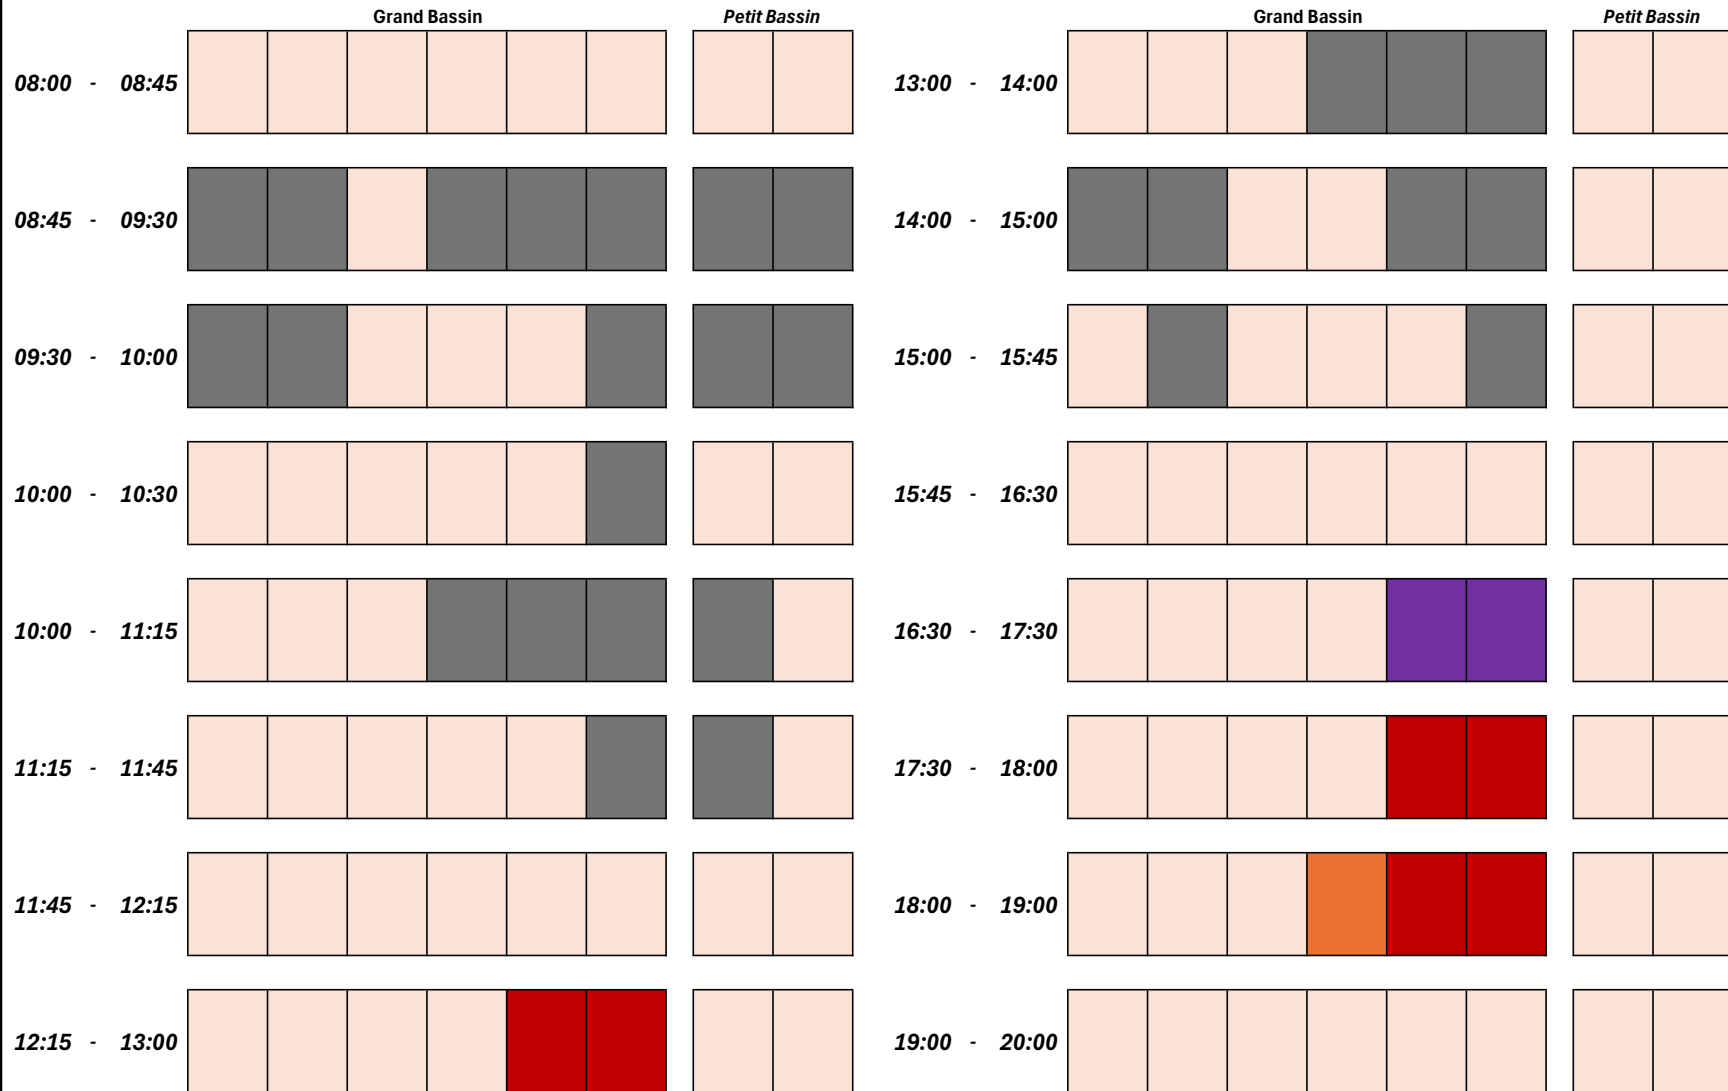 Grand Bassin Petit Bassin
08:00 - 08:45
08:45 - 09:30
09:30 - 10:00
10:00 - 10:30
10:00 - 11:15
11:15 - 11:45
11:45 - 12:15
12:15 - 13:00
Grand Bassin Petit Bassin
13:00 - 14:00
14:00 - 15:00
15:00 - 15:45
15:45 - 16:30
16:30 - 17:30
17:30 - 18:00
18:00 - 19:00
19:00 - 20:00